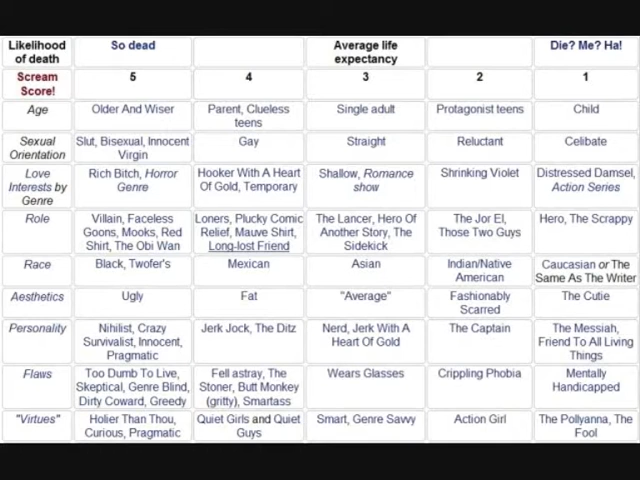 Likelihood of death So dead Average life expectancy Die? Me? Ha!
Scream Score! 5 4 3 2 1
Age Older And Wiser Parent, Clueless teens Single adult Protagonist teens Child
Sexual Orientation Slut, Bisexual, Innocent Virgin Gay Straight Reluctant Celibate
Love Interests by Genre Rich Bitch, Horror Genre Hooker With A Heart Of Gold, Temporary Shallow, Romance show Shrinking Violet Distressed Damsel, Action Series
Role Villain, Faceless Goons, Mooks, Red Shirt, The Obi Wan Loners, Plucky Comic Relief, Mauve Shirt, Long-lost Friend The Lancer, Hero Of Another Story, The Sidekick The Jor El, Those Two Guys Hero, The Scrappy
Race Black, Twofer's Mexican Asian Indian/Native American Caucasian or The Same As The Writer
Aesthetics Ugly Fat "Average" Fashionably Scarred The Cutie
Personality Nihilist, Crazy Survivalist, Innocent, Pragmatic Jerk Jock, The Ditz Nerd, Jerk With A Heart Of Gold The Captain The Messiah, Friend To All Living Things
Flaws Too Dumb To Live, Skeptical, Genre Blind, Dirty Coward, Greedy Fell astray, The Stoner, Butt Monkey (gritty), Smartass Wears Glasses Crippling Phobia Mentally Handicapped
"Virtues" Holier Than Thou, Curious, Pragmatic Quiet Girls and Quiet Guys Smart, Genre Savvy Action Girl The Pollyanna, The Fool